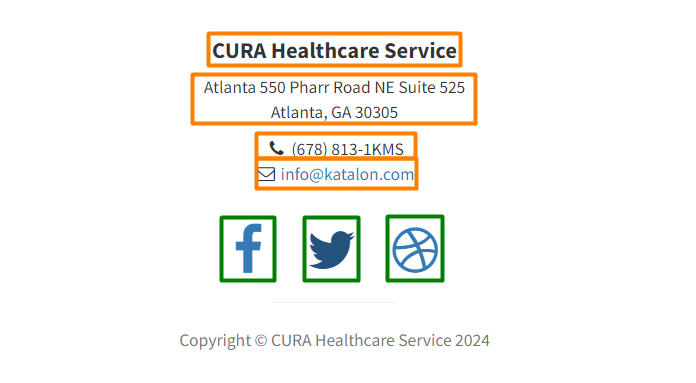 CURA Healthcare Service
Atlanta 550 Pharr Road NE Suite 525
Atlanta, GA 30305
(678) 813-1KMS
info@katalon.com
Copyright © CURA Healthcare Service 2024